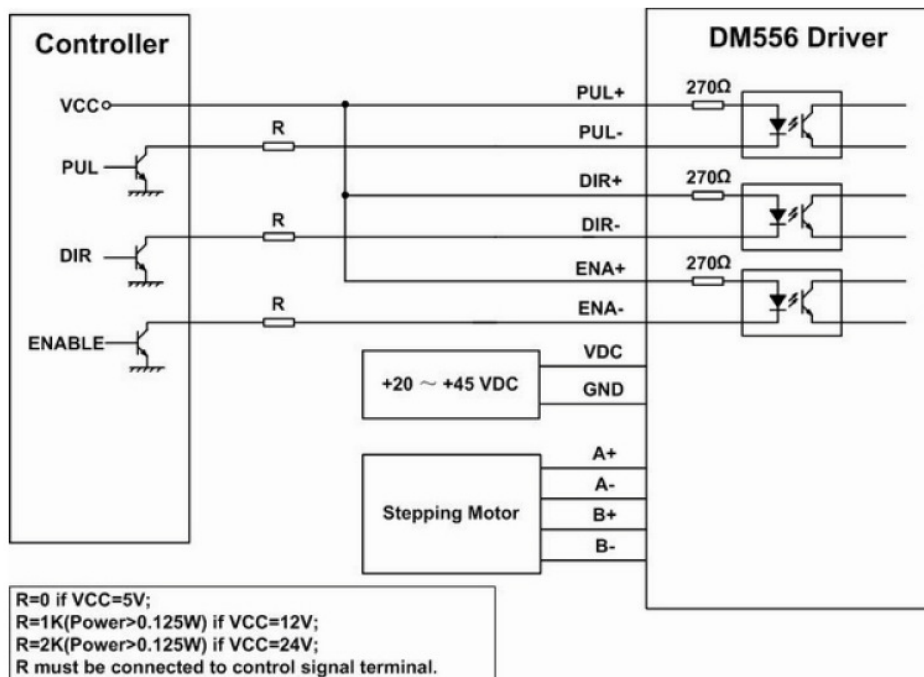 Controller
DM556 Driver
VCC
PUL+
270Ω
R
PUL-
PUL
DIR+
270Ω
R
DIR-
DIR
ENA+
270Ω
R
ENA-
ENABLE
VDC
+20 ~ +45 VDC
GND
A+
A-
Stepping Motor
B+
B-
R=0 if VCC=5V;
R=1K(Power>0.125W) if VCC=12V;
R=2K(Power>0.125W) if VCC=24V;
R must be connected to control signal terminal.